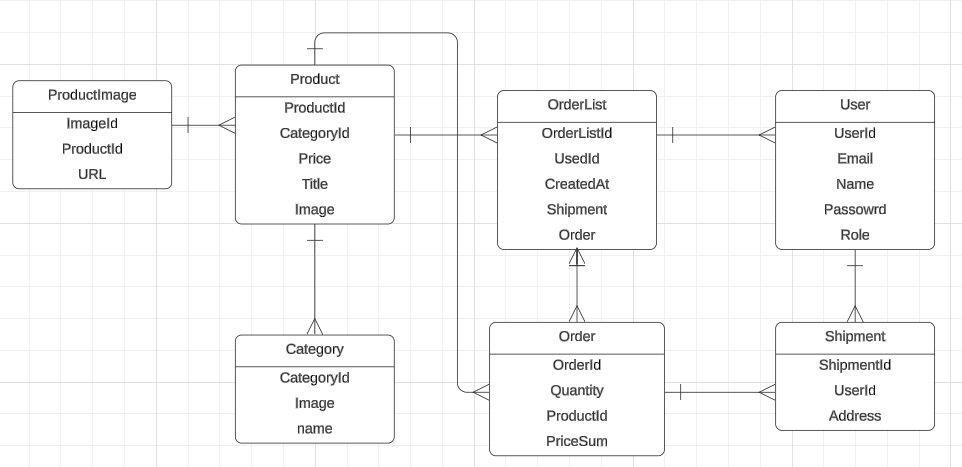 Product
ProductId
CategoryId
Price
Title
Image
ProductImage
ImageId
ProductId
URL
OrderList
OrderListId
UsedId
CreatedAt
Shipment
Order
User
UserId
Email
Name
Passowrd
Role
Category
CategoryId
Image
name
Order
OrderId
Quantity
ProductId
PriceSum
Shipment
ShipmentId
UserId
Address